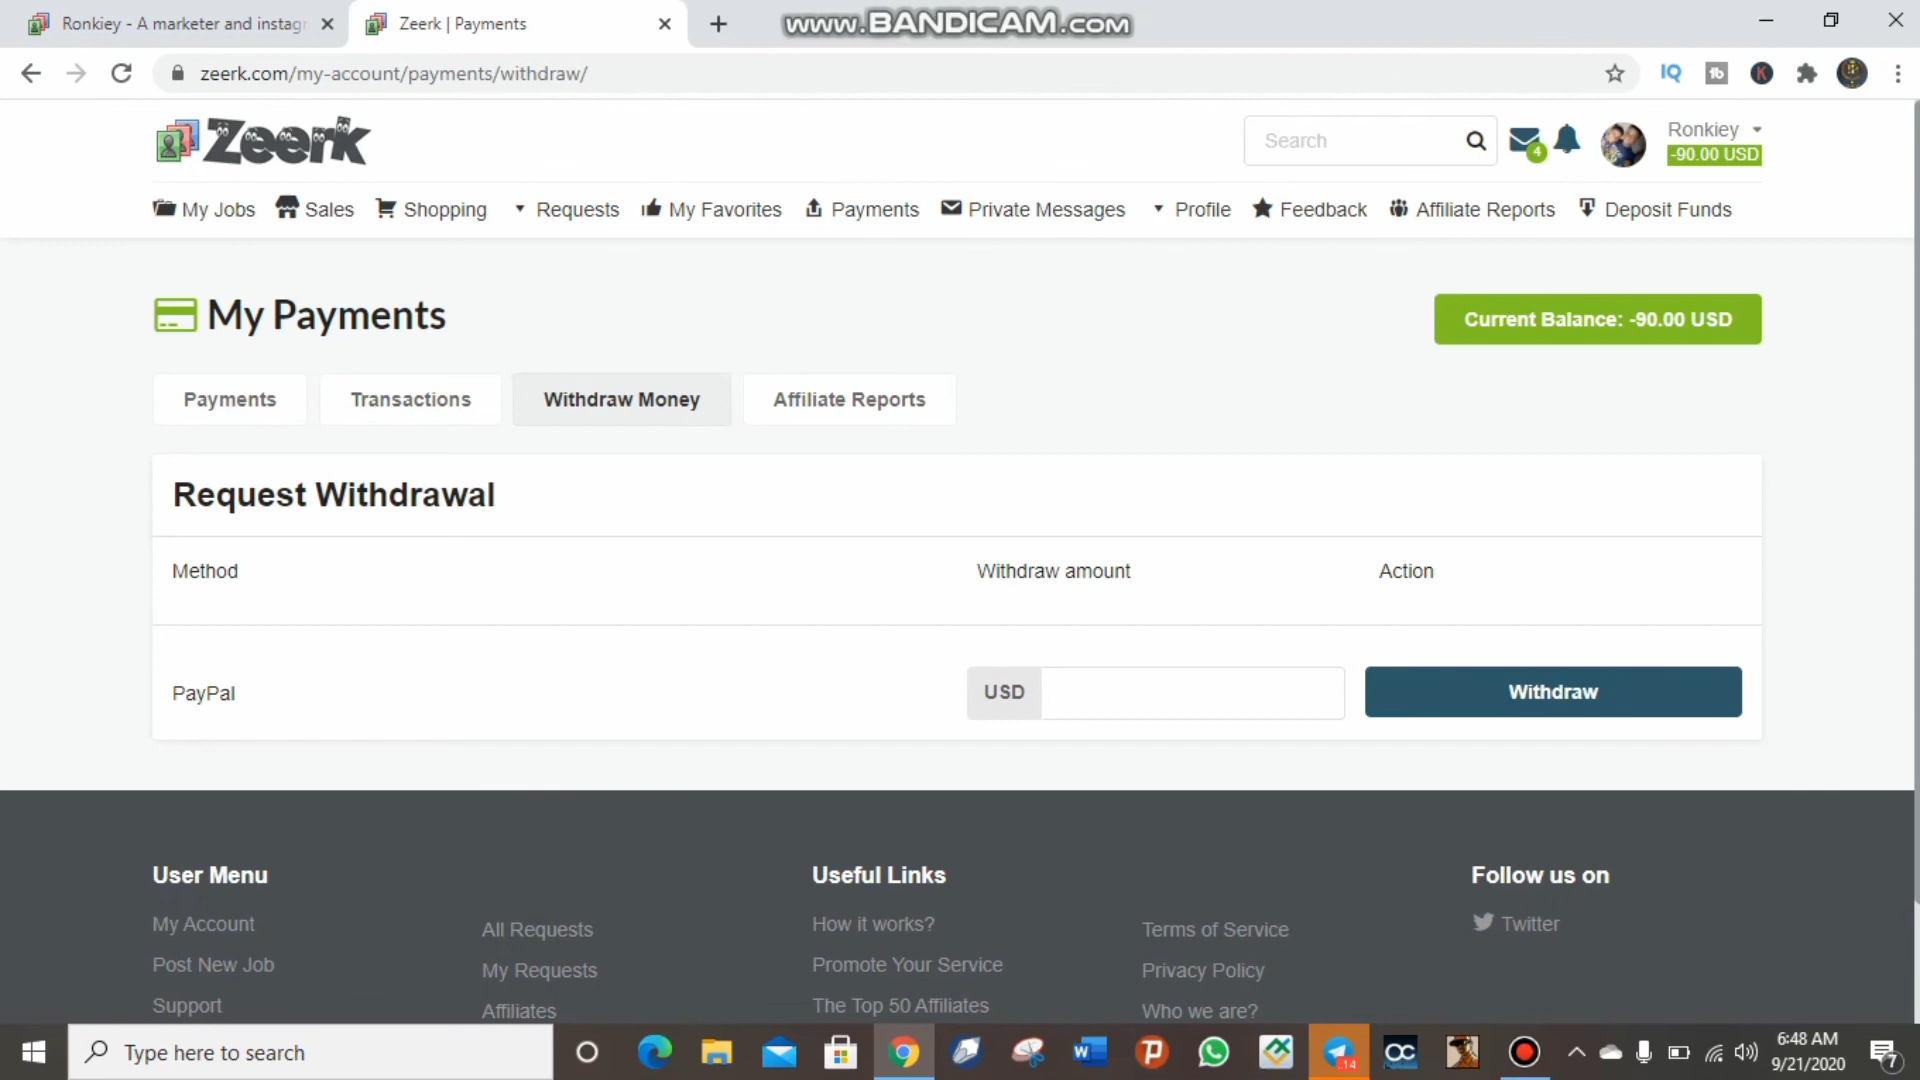 Ronkiey - A marketer and instagr
Zeerk | Payments
www.BANDICAM.com
zeerk.com/my-account/payments/withdraw/
IQ
K
Zeerk
Search
4
Ronkiey
-90.00 USD
My Jobs Sales Shopping Requests My Favorites Payments Private Messages Profile Feedback Affiliate Reports Deposit Funds
My Payments
Current Balance: -90.00 USD
Payments Transactions Withdraw Money Affiliate Reports
Request Withdrawal
Method Withdraw amount Action
PayPal USD Withdraw
User Menu Useful Links Follow us on
My Account All Requests How it works? Terms of Service Twitter
Post New Job My Requests Promote Your Service Privacy Policy
Support Affiliates The Top 50 Affiliates Who we are?
Type here to search
W
P
14
OC
6:48 AM
9/21/2020
7